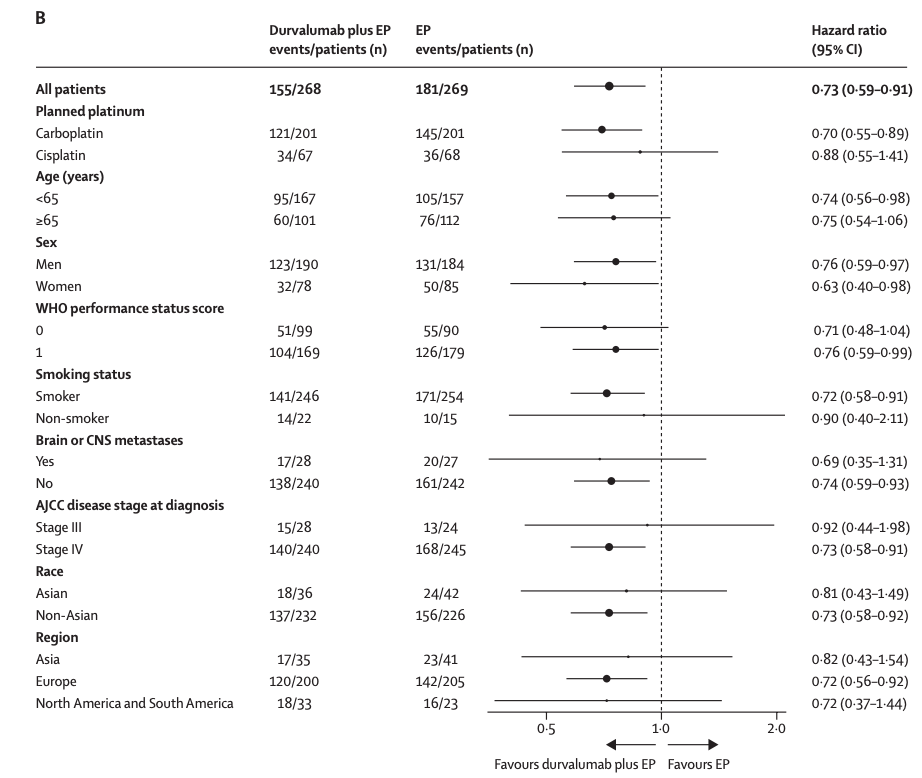 B
Durvalumab plus EP events/patients (n) EP events/patients (n) Hazard ratio (95% CI)
All patients 155/268 181/269 0·73 (0·59–0·91)
Planned platinum
Carboplatin 121/201 145/201 0·70 (0·55–0·89)
Cisplatin 34/67 36/68 0·88 (0·55–1·41)
Age (years)
<65 95/167 105/157 0·74 (0·56–0·98)
≥65 60/101 76/112 0·75 (0·54–1·06)
Sex
Men 123/190 131/184 0·76 (0·59–0·97)
Women 32/78 50/85 0·63 (0·40–0·98)
WHO performance status score
0 51/99 55/90 0·71 (0·48–1·04)
1 104/169 126/179 0·76 (0·59–0·99)
Smoking status
Smoker 141/246 171/254 0·72 (0·58–0·91)
Non-smoker 14/22 10/15 0·90 (0·40–2·11)
Brain or CNS metastases
Yes 17/28 20/27 0·69 (0·35–1·31)
No 138/240 161/242 0·74 (0·59–0·93)
AJCC disease stage at diagnosis
Stage III 15/28 13/24 0·92 (0·44–1·98)
Stage IV 140/240 168/245 0·73 (0·58–0·91)
Race
Asian 18/36 24/42 0·81 (0·43–1·49)
Non-Asian 137/232 156/226 0·73 (0·58–0·92)
Region
Asia 17/35 23/41 0·82 (0·43–1·54)
Europe 120/200 142/205 0·72 (0·56–0·92)
North America and South America 18/33 16/23 0·72 (0·37–1·44)
0·5 1·0 2·0
Favours durvalumab plus EP Favours EP